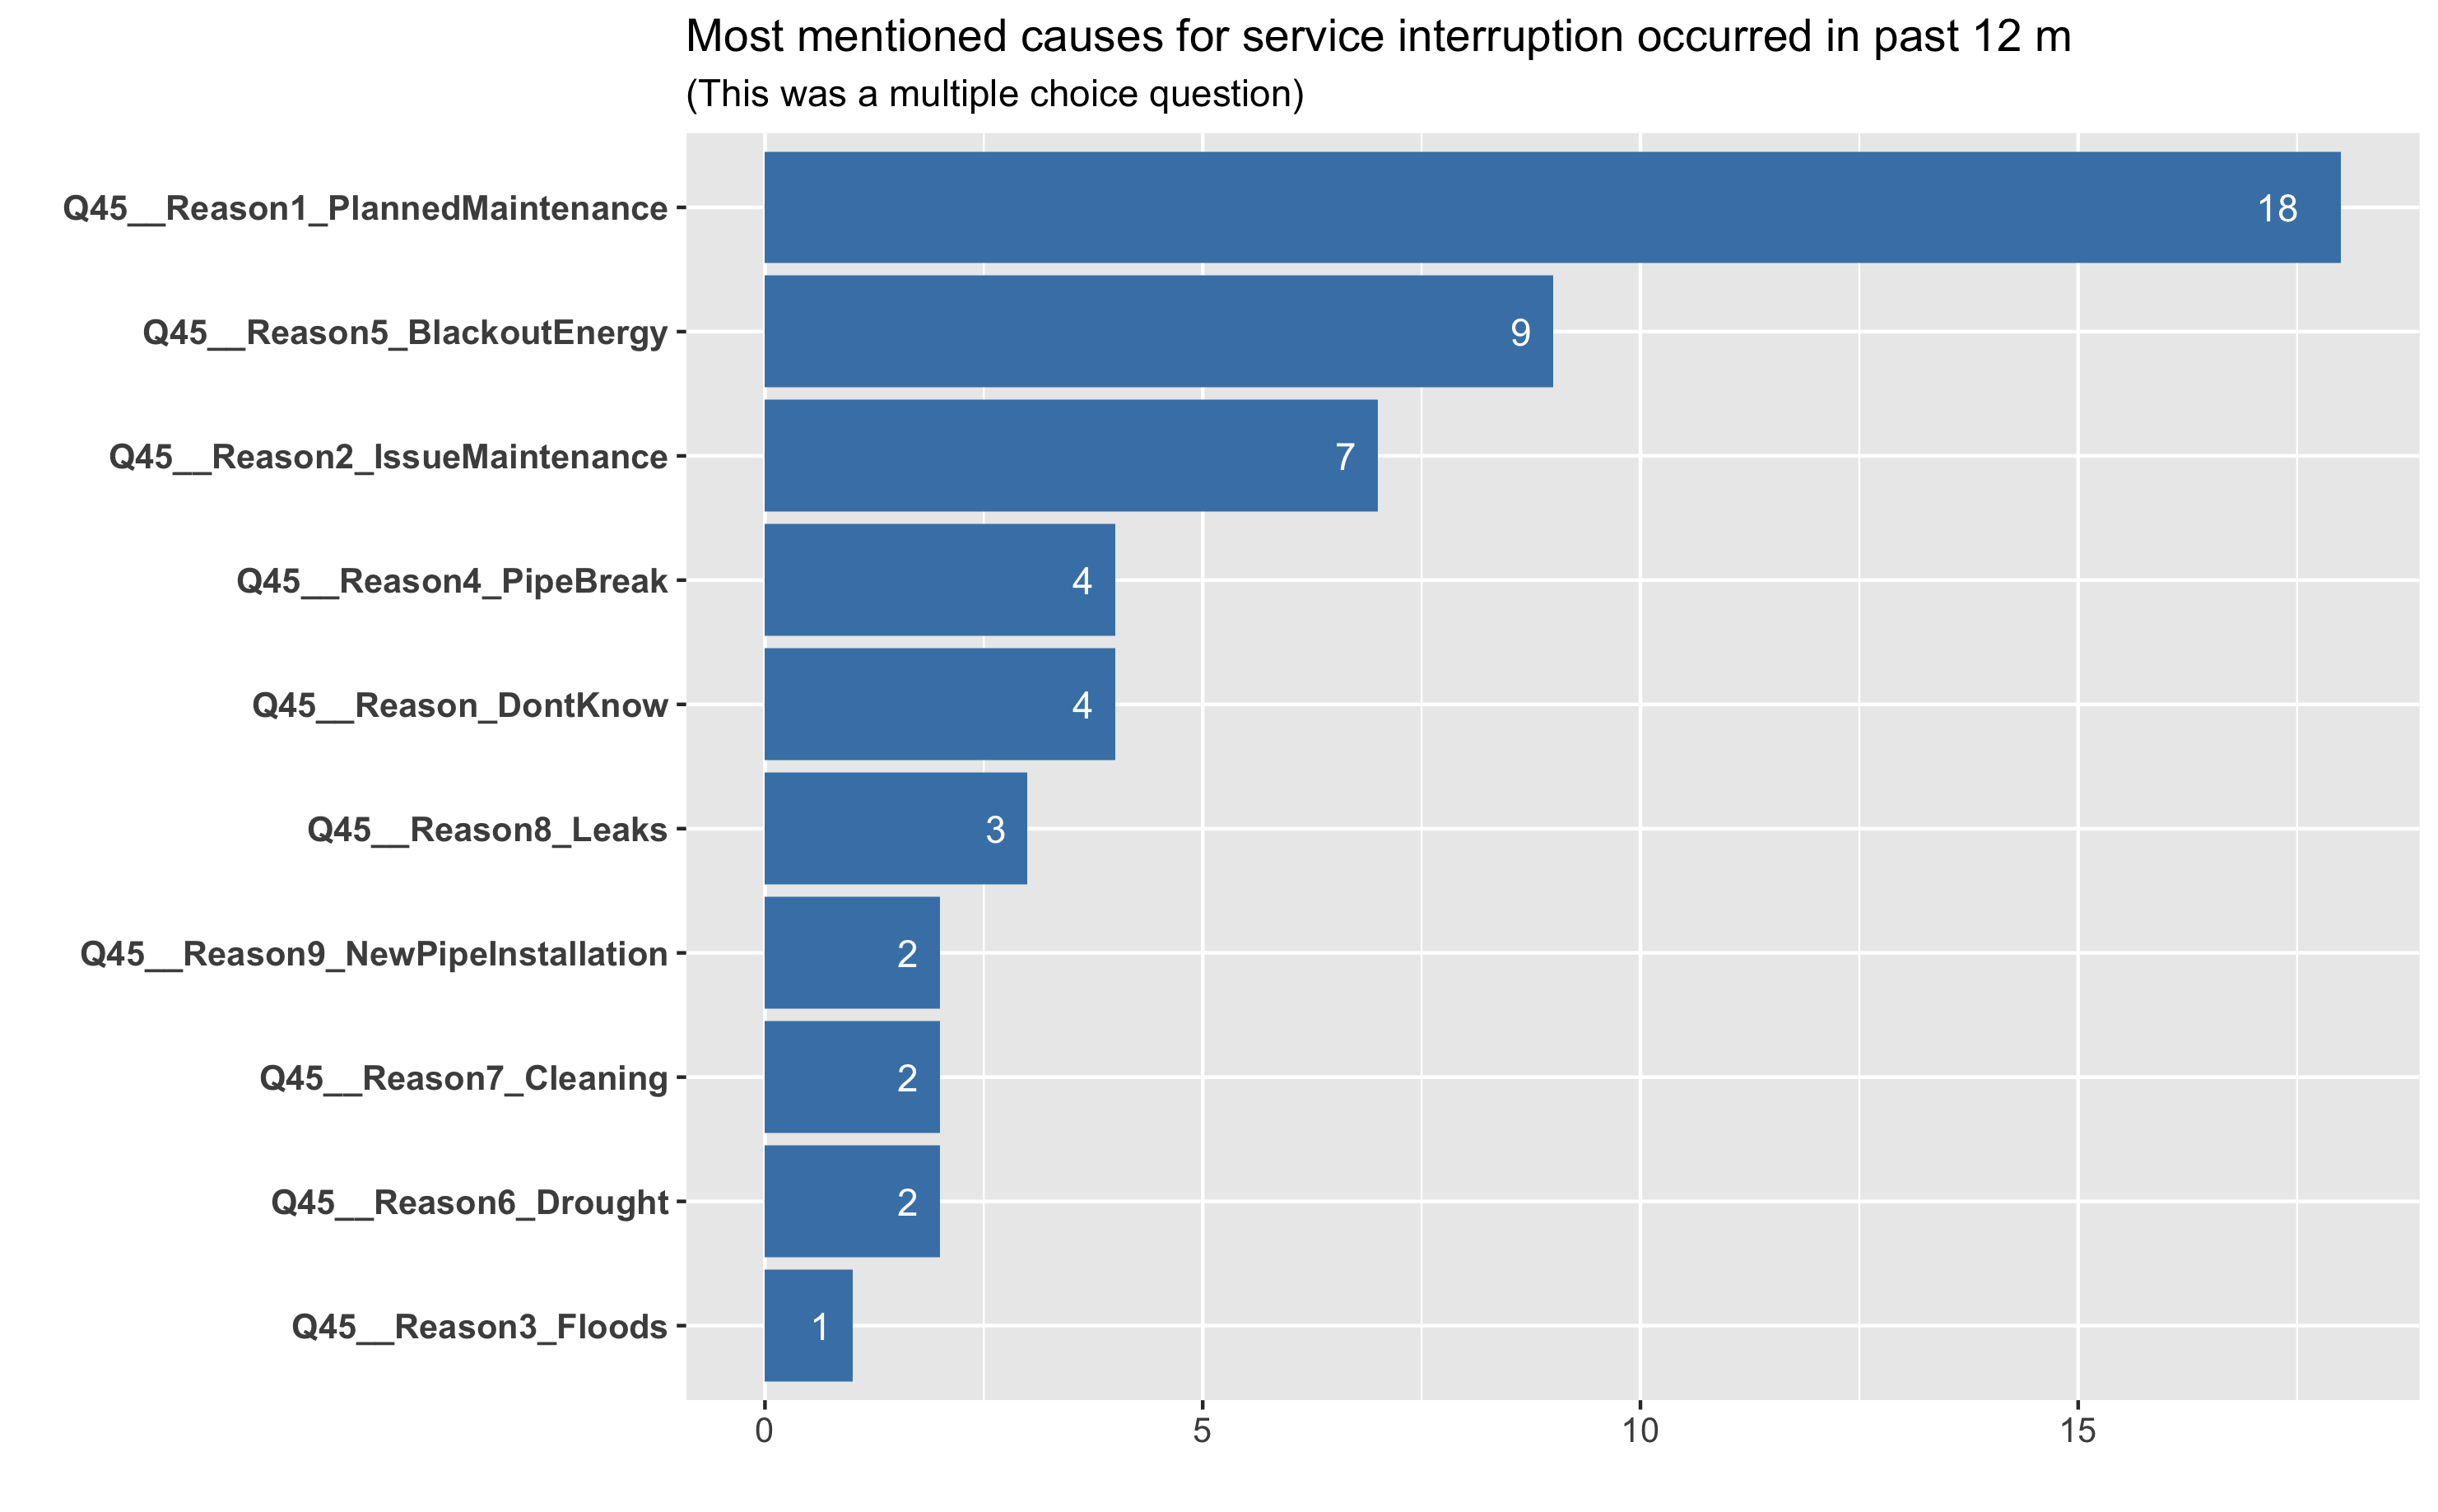 Most mentioned causes for service interruption occurred in past 12 m
(This was a multiple choice question)
Q45__Reason1_PlannedMaintenance 18
Q45__Reason5_BlackoutEnergy 9
Q45__Reason2_IssueMaintenance 7
Q45__Reason4_PipeBreak 4
Q45__Reason_DontKnow 4
Q45__Reason8_Leaks 3
Q45__Reason9_NewPipeInstallation 2
Q45__Reason7_Cleaning 2
Q45__Reason6_Drought 2
Q45__Reason3_Floods 1
0 5 10 15